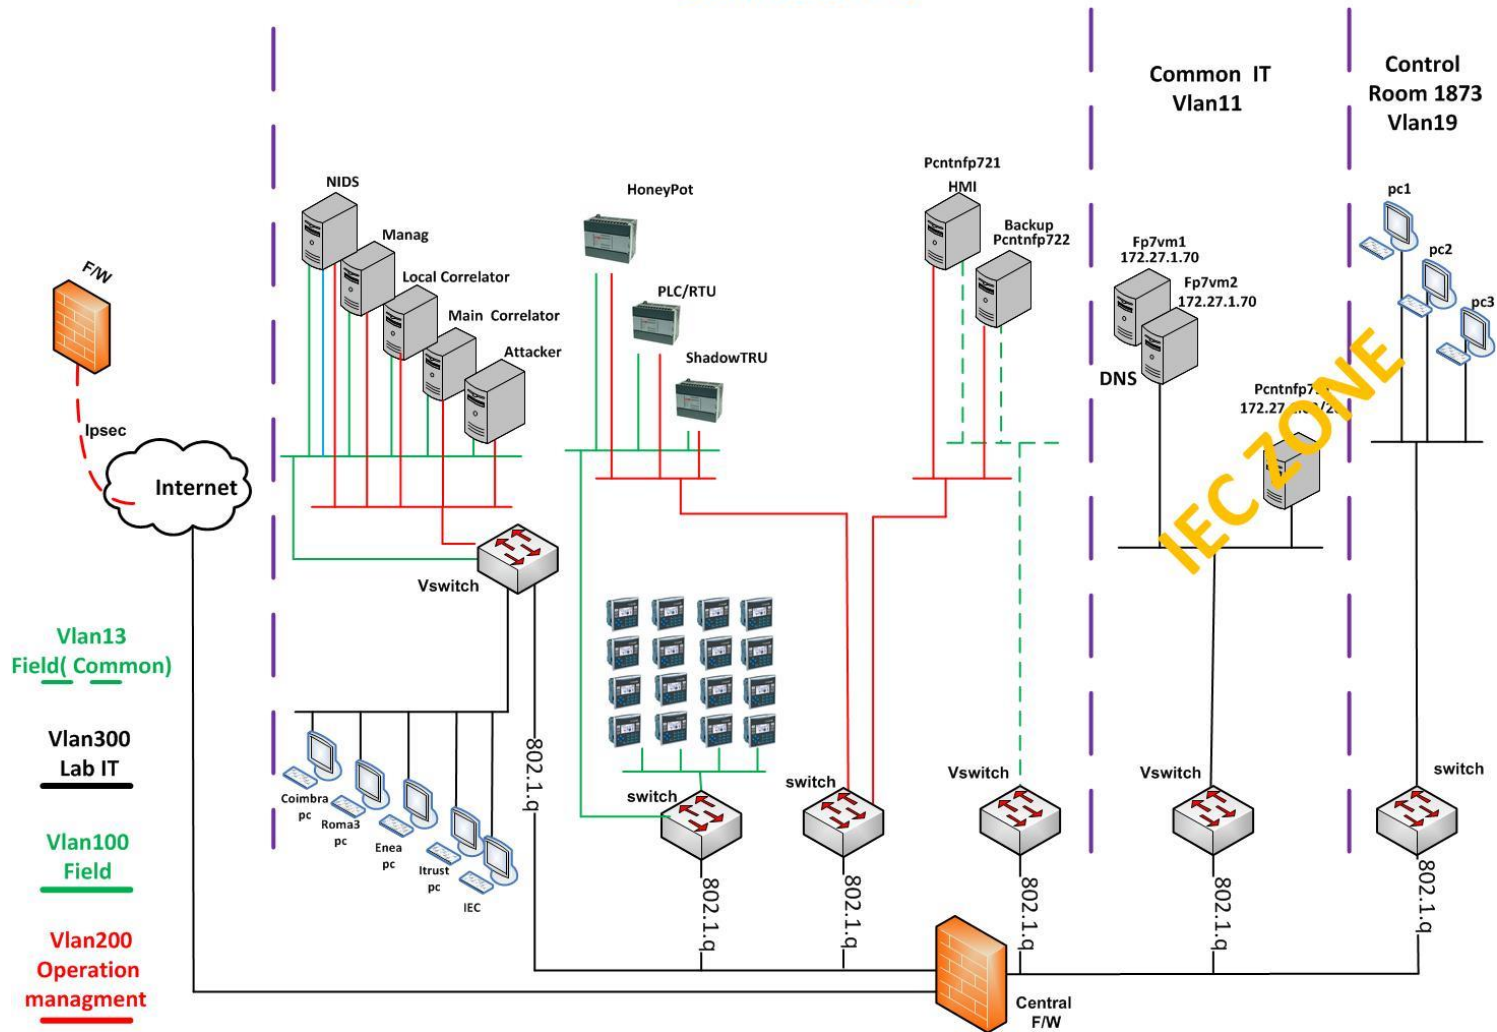 Common IT
Vlan11
Control
Room 1873
Vlan19
NIDS
Manag
Local Correlator
Main Correlator
Attacker
HoneyPot
PLC/RTU
ShadowTRU
Pcntnfp721
HMI
Backup
Pcntnfp722
Fp7vm1
172.27.1.70
Fp7vm2
172.27.1.70
DNS
IEC ZONE
pc1
pc2
pc3
F/W
Ipsec
Internet
Vswitch
Vlan13
Field( Common)
Vlan300
Lab IT
Vlan100
Field
Vlan200
Operation
managment
Coimbra
pc
Roma3
pc
Enea
pc
Itrust
pc
IEC
802.1.q
switch
switch
Vswitch
Vswitch
switch
802.1.q
802.1.q
802.1.q
802.1.q
802.1.q
Central
F/W